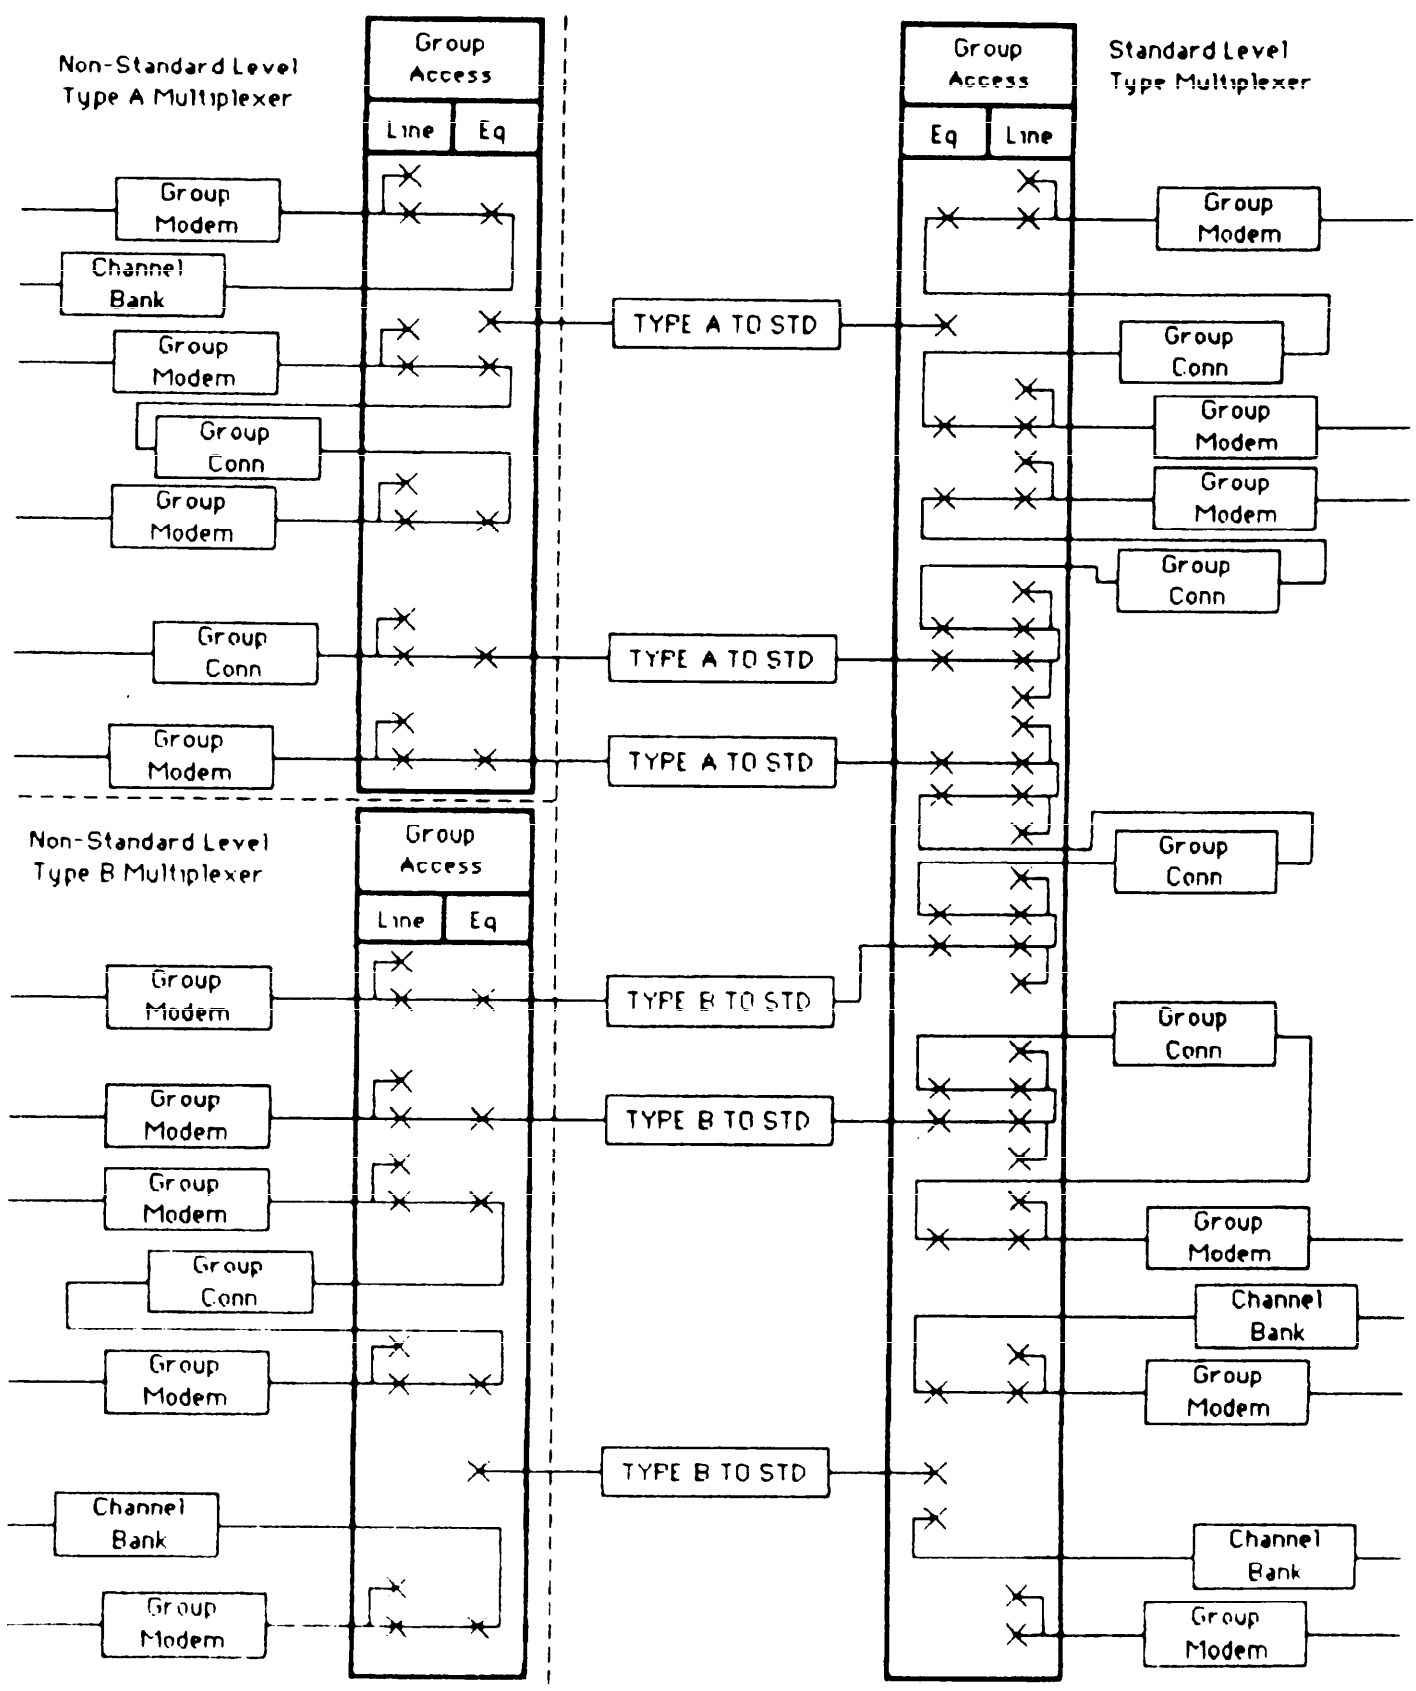 Non-Standard Level
Type A Multiplexer
Group
Access
Line
Eq
Group
Modem
Channel
Bank
Group
Modem
Group
Conn
Group
Modem
Group
Conn
Group
Modem
TYPE A TO STD
TYPE A TO STD
TYPE A TO STD
Non-Standard Level
Type B Multiplexer
Group
Access
Line
Eq
Group
Modem
Group
Modem
Group
Modem
Group
Conn
Group
Modem
Channel
Bank
Group
Modem
TYPE B TO STD
TYPE B TO STD
TYPE B TO STD
Group
Access
Eq
Line
Standard Level
Type Multiplexer
Group
Modem
Group
Conn
Group
Modem
Group
Modem
Group
Conn
Group
Conn
Group
Conn
Group
Modem
Channel
Bank
Group
Modem
Channel
Bank
Group
Modem